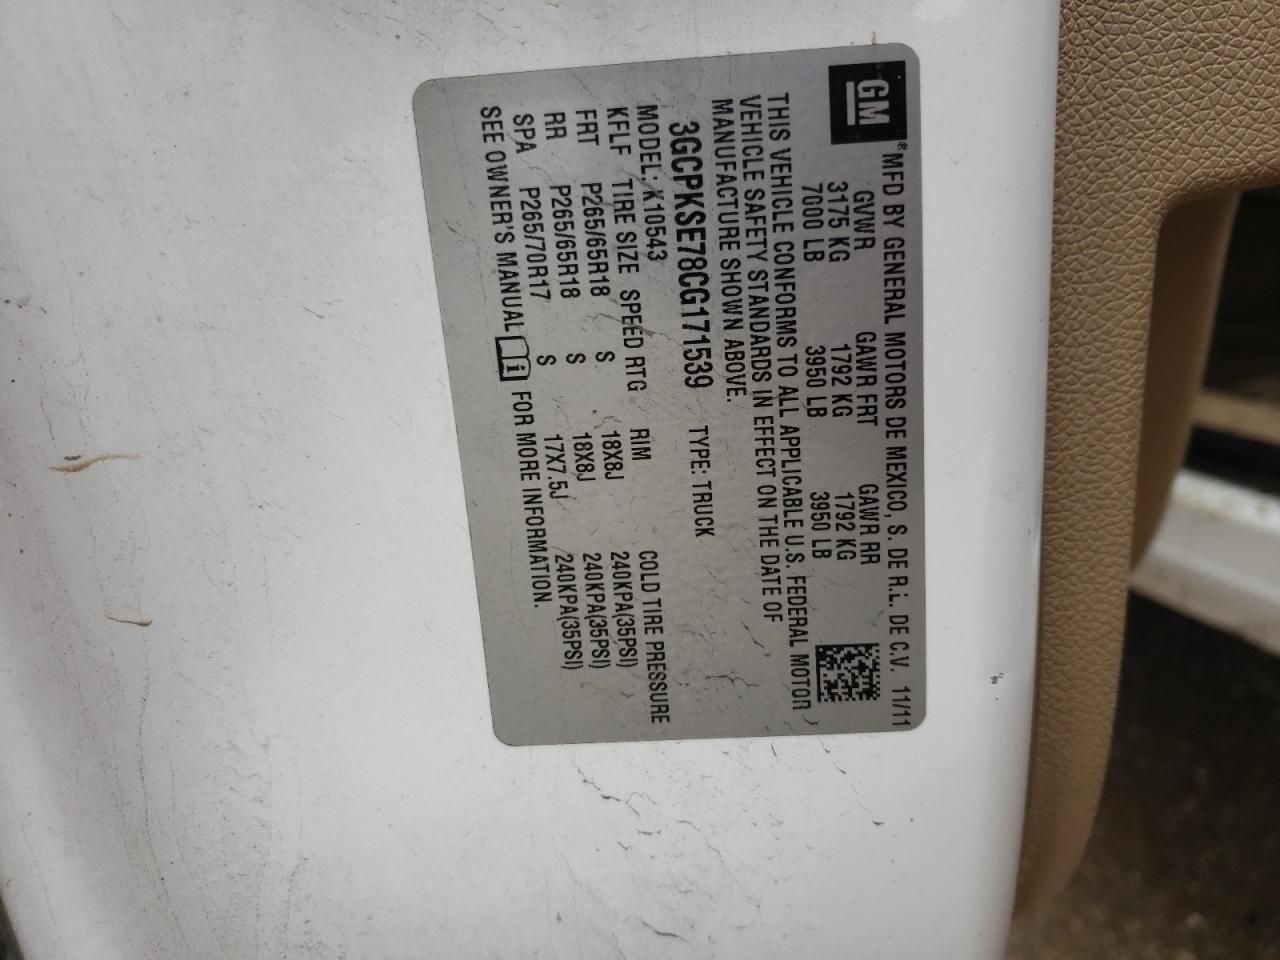 GM
® MFD BY GENERAL MOTORS DE MEXICO, S. DE R.L. DE C.V. 11/11
GVWR GAWR FRT GAWR RR
3175 KG 1792 KG 1792 KG
7000 LB 3950 LB 3950 LB
THIS VEHICLE CONFORMS TO ALL APPLICABLE U.S. FEDERAL MOTOR
VEHICLE SAFETY STANDARDS IN EFFECT ON THE DATE OF
MANUFACTURE SHOWN ABOVE.
3GCPKSE78CG171539 TYPE: TRUCK
MODEL: K10543
KFLF TIRE SIZE SPEED RTG RIM COLD TIRE PRESSURE
FRT P265/65R18 S 18X8J 240KPA(35PSI)
RR P265/65R18 S 18X8J 240KPA(35PSI)
SPA P265/70R17 S 17X7.5J 240KPA(35PSI)
SEE OWNER'S MANUAL i FOR MORE INFORMATION.